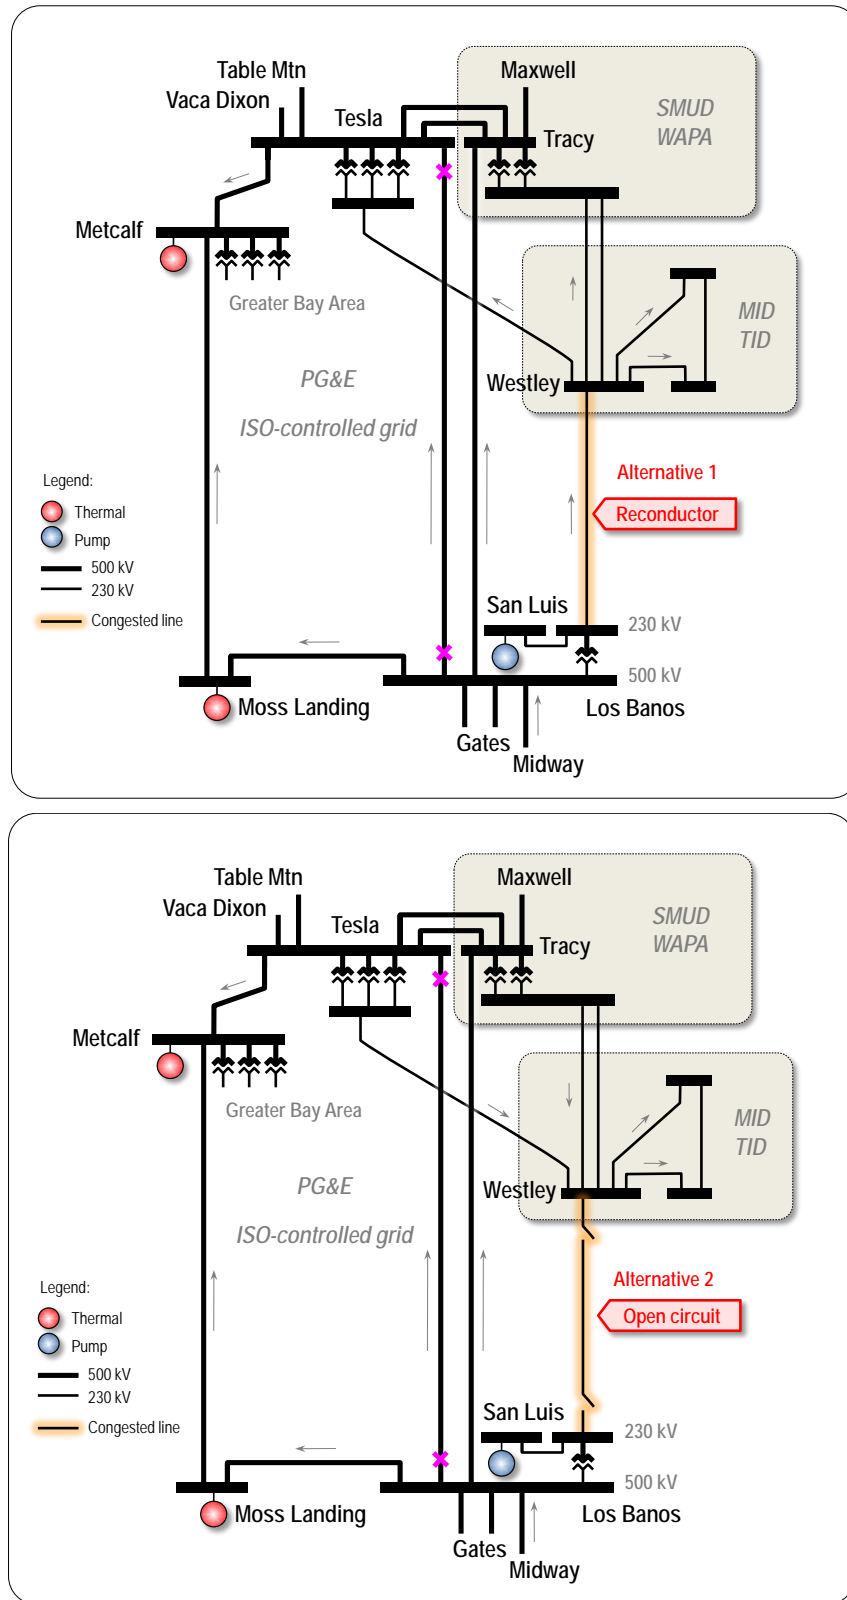 Table Mtn
Maxwell
Vaca Dixon
SMUD
WAPA
Tesla
Tracy
Metcalf
Greater Bay Area
MID
TID
PG&E
Westley
ISO-controlled grid
Alternative 1
Legend:
Thermal
Reconductor
Pump
500 kV
230 kV
San Luis
Congested line
230 kV
500 kV
Moss Landing
Los Banos
Gates
Midway
Table Mtn
Maxwell
Vaca Dixon
SMUD
WAPA
Tesla
Tracy
Metcalf
Greater Bay Area
MID
TID
PG&E
Westley
ISO-controlled grid
Alternative 2
Legend:
Thermal
Open circuit
Pump
500 kV
230 kV
San Luis
Congested line
230 kV
500 kV
Moss Landing
Los Banos
Gates
Midway